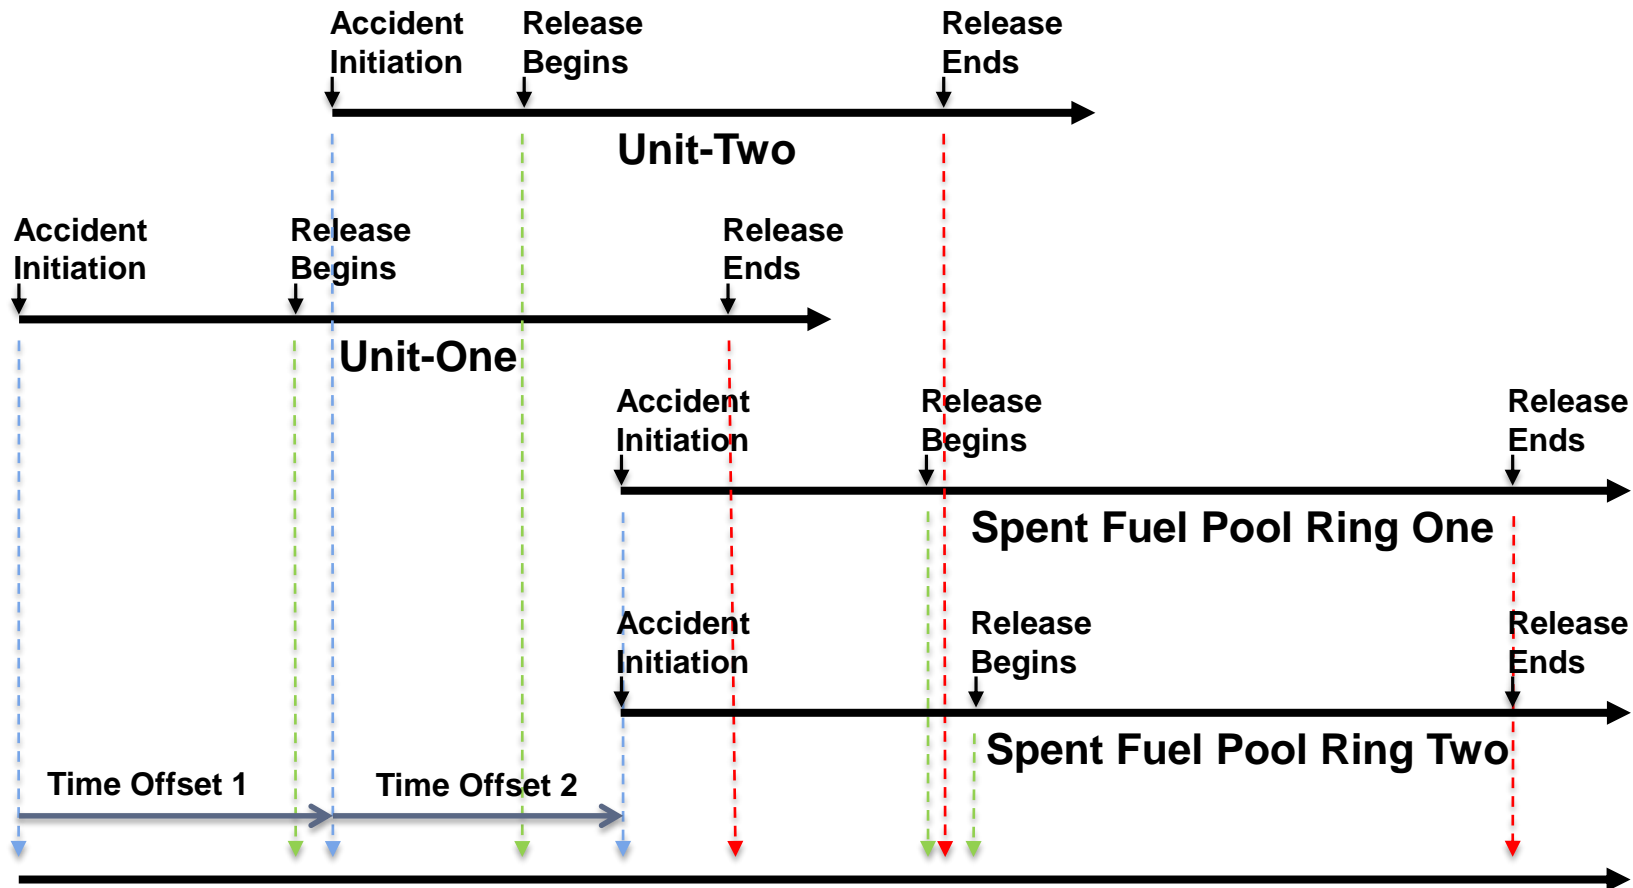 Accident
Initiation
Release
Begins
Release
Ends
Unit-Two
Accident
Initiation
Release
Begins
Release
Ends
Unit-One
Accident
Initiation
Release
Begins
Release
Ends
Spent Fuel Pool Ring One
Accident
Initiation
Release
Begins
Release
Ends
Spent Fuel Pool Ring Two
Time Offset 1
Time Offset 2